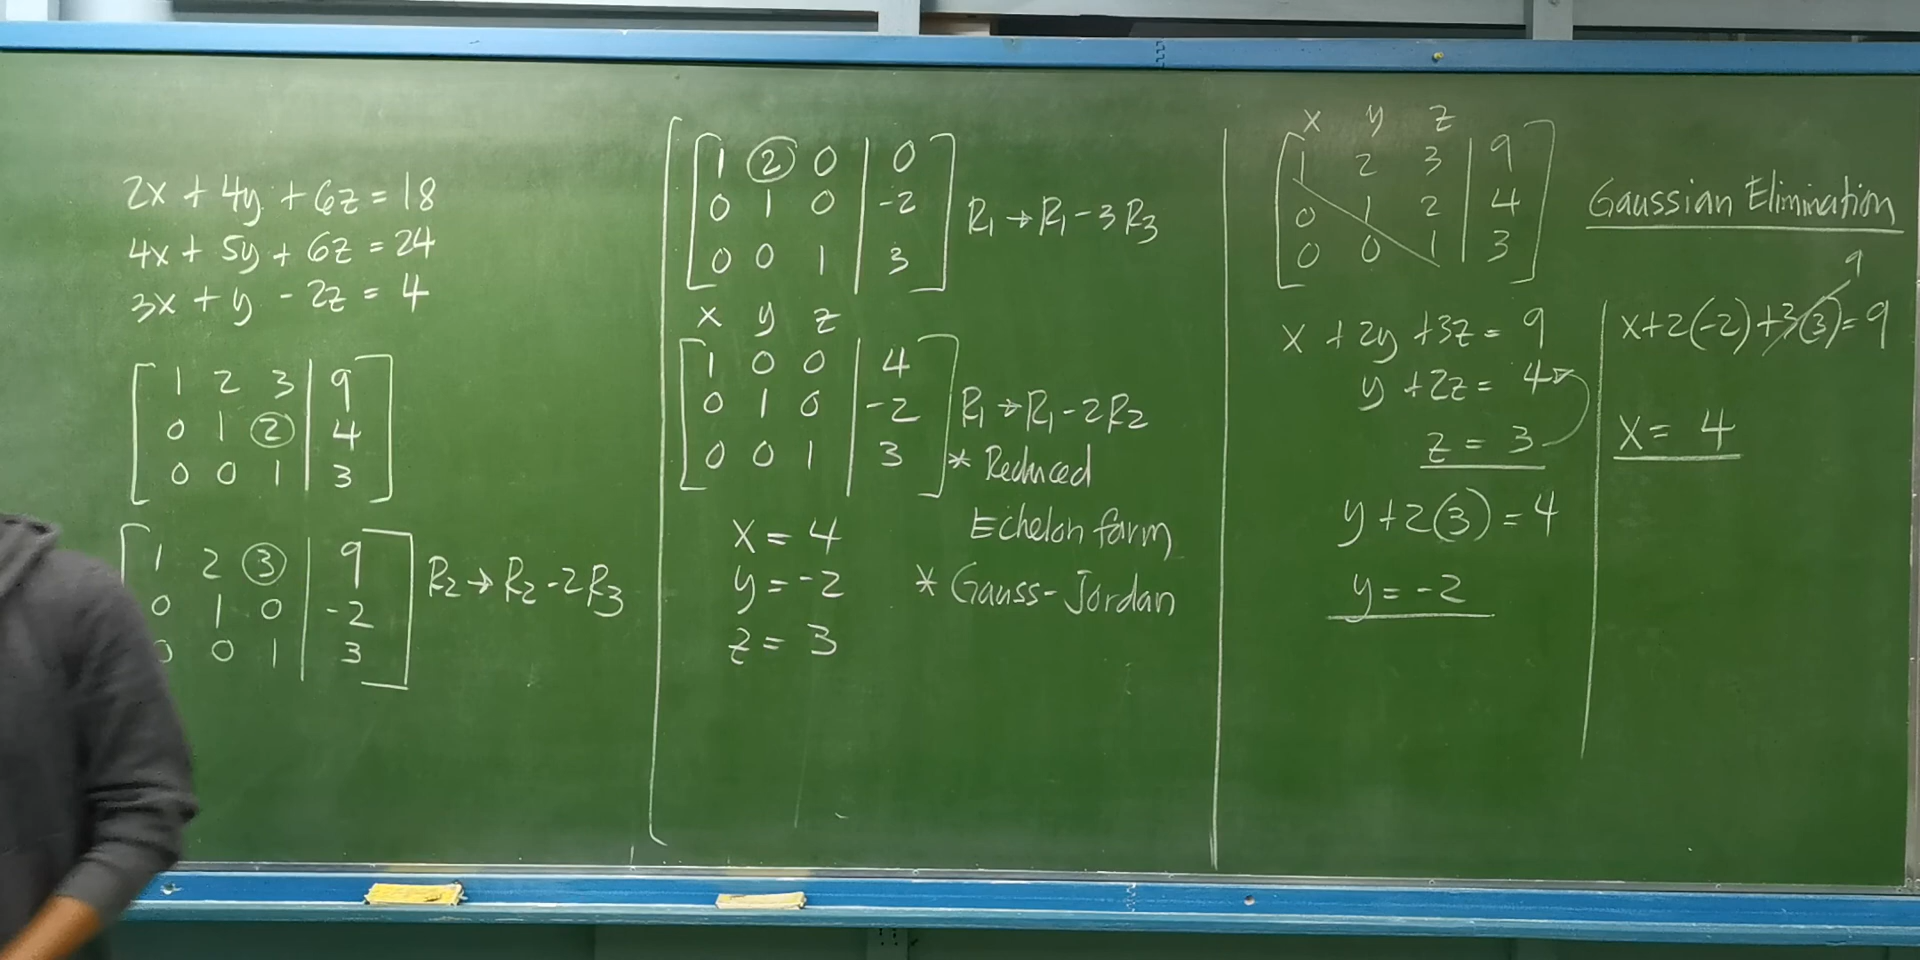 2x + 4y + 6z = 18
4x + 5y + 6z = 24
3x + y - 2z = 4
1 2 3 | 9
0 1 2 | 4
0 0 1 | 3
1 2 3 | 9
0 1 0 | -2 R2 → R2 - 2R3
0 0 1 | 3
1 2 0 | 0
0 1 0 | -2 R1 → R1 - 3R3
0 0 1 | 3
x y z
1 0 0 | 4
0 1 0 | -2 R1 → R1 - 2R2
0 0 1 | 3
* Reduced
Echelon form
x = 4
y = -2
z = 3
* Gauss-Jordan
x y z
1 2 3 | 9
0 1 2 | 4
0 0 1 | 3
Gaussian Elimination
x + 2y + 3z = 9
y + 2z = 4
z = 3
y + 2(3) = 4
y = -2
9
x + 2(-2) + 3(3) = 9
x = 4